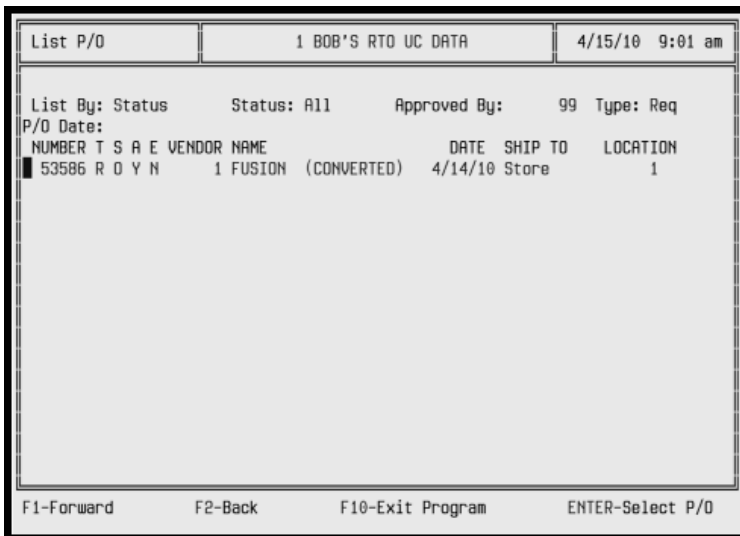 List P/O 1 BOB'S RTO UC DATA 4/15/10 9:01 am
List By: Status Status: All Approved By: 99 Type: Req
P/O Date:
NUMBER T S A E VENDOR NAME DATE SHIP TO LOCATION
53586 R O Y N 1 FUSION (CONVERTED) 4/14/10 Store 1
F1-Forward F2-Back F10-Exit Program ENTER-Select P/O